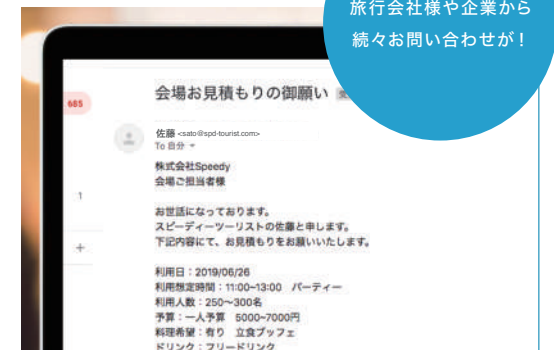 旅行会社様や企業から
続々お問い合わせが！
685
会場お見積もりの御願い
佐藤 <sato@spd-tourist.com>
To 自分
株式会社Speedy
会場ご担当者様
1
お世話になっております。
スピーディーツーリストの佐藤と申します。
下記内容にて、お見積もりをお願いいたします。
利用日：2019/06/26
利用想定時間：11:00~13:00　パーティー
利用人数：250〜300名
予算：一人予算　5000~7000円
料理希望：有り　立食ブッフェ
ドリンク：フリードリンク